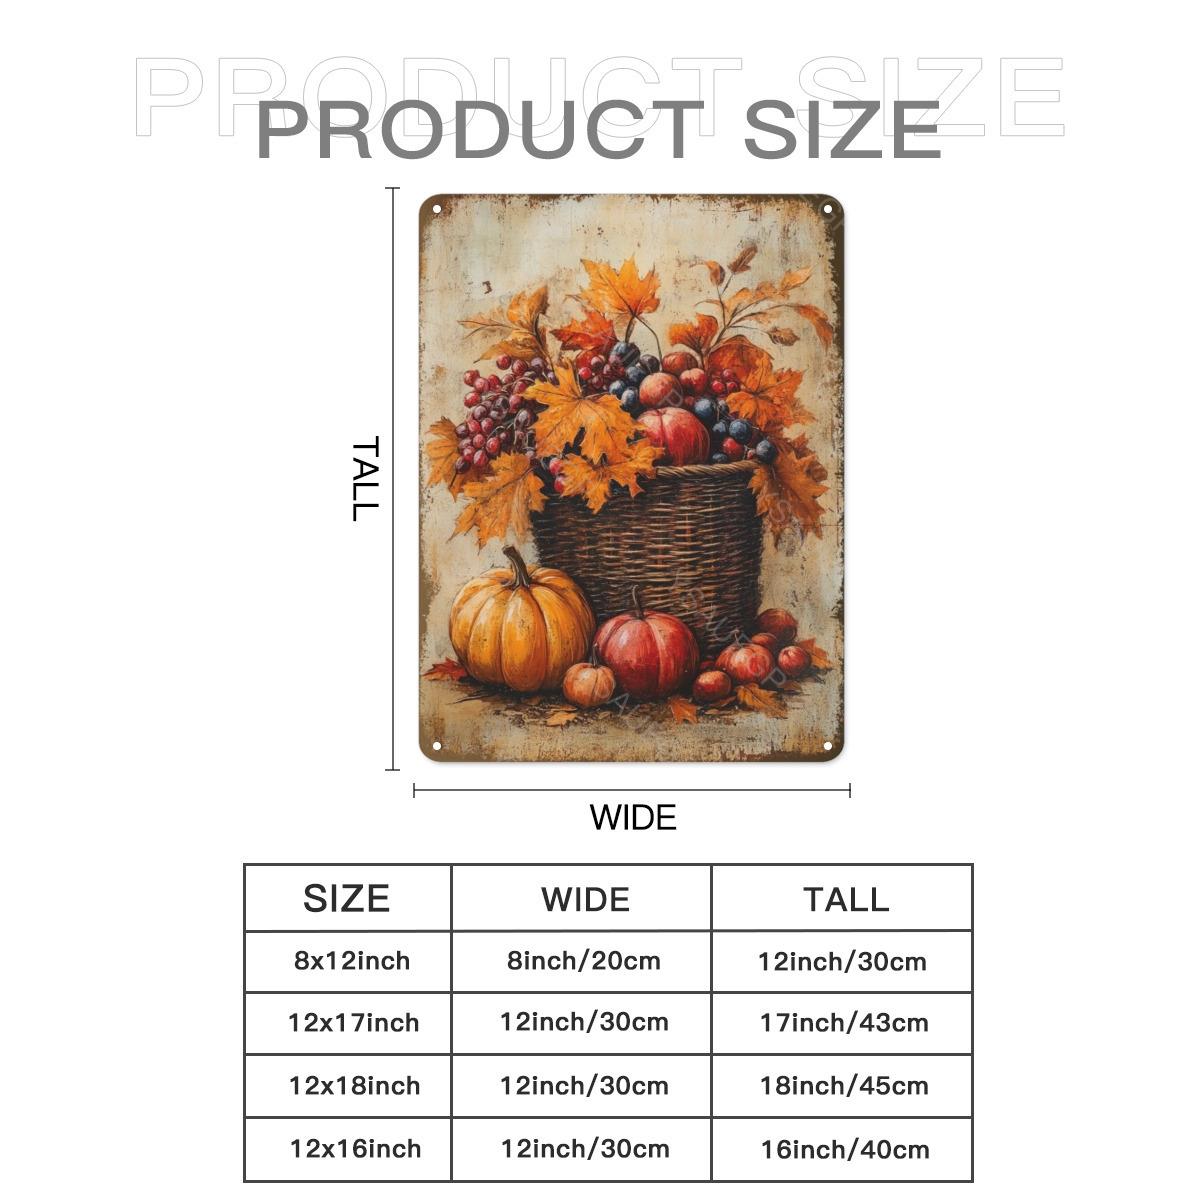 PRODUCT SIZE
PRODUCT SIZE
TALL
WIDE
SIZE WIDE TALL
8x12inch 8inch/20cm 12inch/30cm
12x17inch 12inch/30cm 17inch/43cm
12x18inch 12inch/30cm 18inch/45cm
12x16inch 12inch/30cm 16inch/40cm